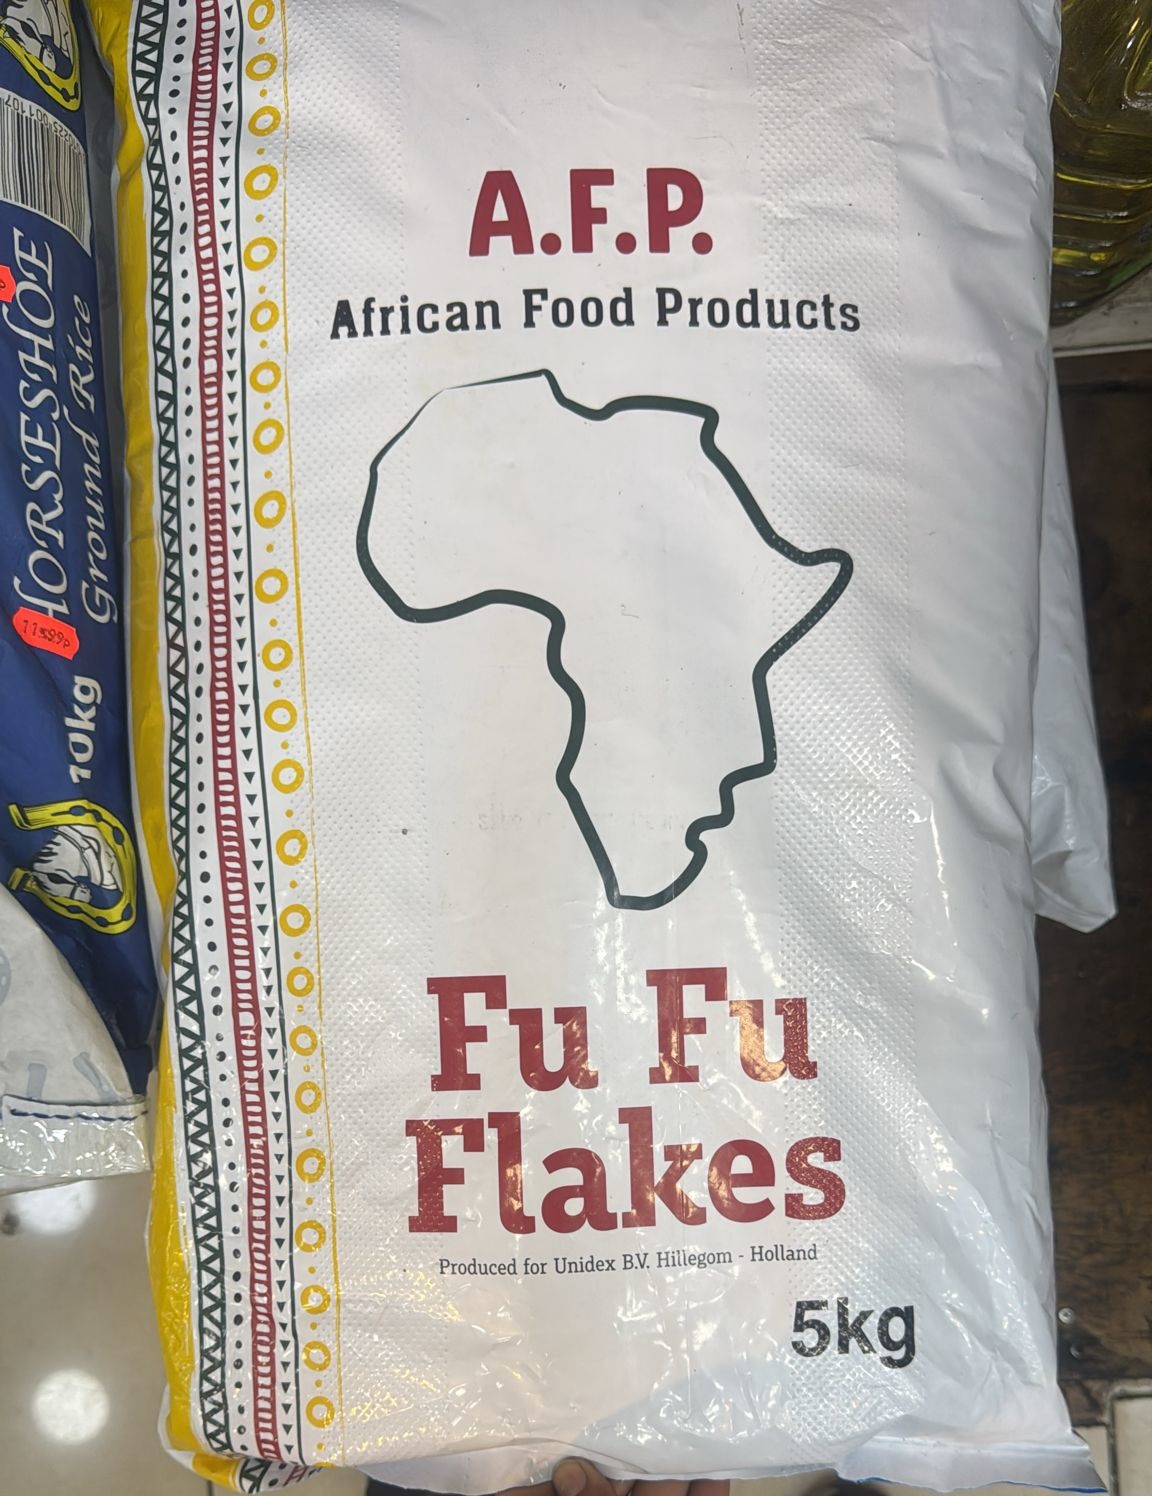 A.F.P.
African Food Products
Fu Fu
Flakes
Produced for Unidex B.V. Hillegom - Holland
5kg
HORSESHOE
Ground Rice
10kg